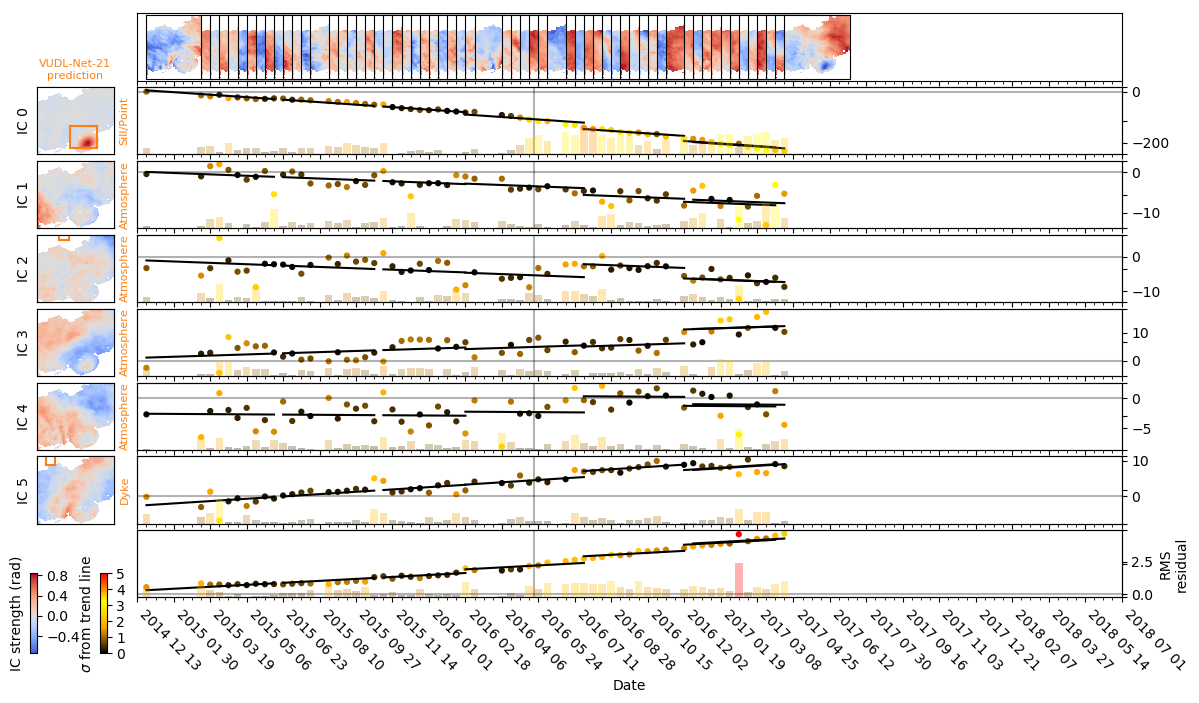 VUDL-Net-21
prediction
IC 0
Sill/Point
0
−200
IC 1
Atmosphere
0
−10
IC 2
Atmosphere
0
−10
IC 3
Atmosphere
10
0
IC 4
Atmosphere
0
−5
IC 5
Dyke
10
0
2.5
0.0
RMS
residual
IC strength (rad)
0.8
0.4
0.0
−0.4
σ from trend line
5
4
3
2
1
0
2014 12 13
2015 01 30
2015 03 19
2015 05 06
2015 06 23
2015 08 10
2015 09 27
2015 11 14
2016 01 01
2016 02 18
2016 04 06
2016 05 24
2016 07 11
2016 08 28
2016 10 15
2016 12 02
2017 01 19
2017 03 08
2017 04 25
2017 06 12
2017 07 30
2017 09 16
2017 11 03
2017 12 21
2018 02 07
2018 03 27
2018 05 14
2018 07 01
Date